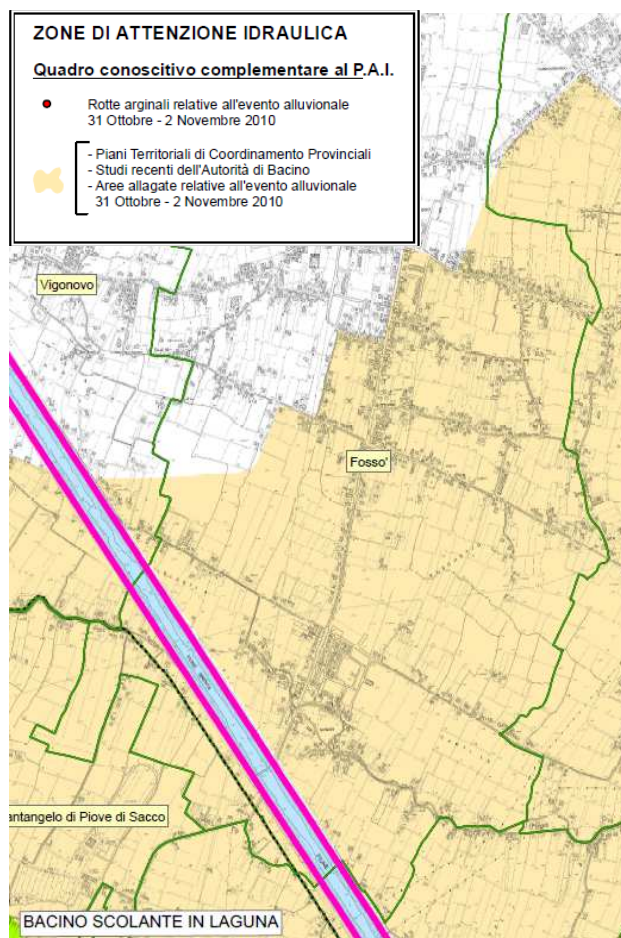 ZONE DI ATTENZIONE IDRAULICA
Quadro conoscitivo complementare al P.A.I.
Rotte arginali relative all'evento alluvionale
31 Ottobre - 2 Novembre 2010
- Piani Territoriali di Coordinamento Provinciali
- Studi recenti dell'Autorità di Bacino
- Aree allagate relative all'evento alluvionale
31 Ottobre - 2 Novembre 2010
Vigonovo
Fosso'
antangelo di Piove di Sacco
BACINO SCOLANTE IN LAGUNA